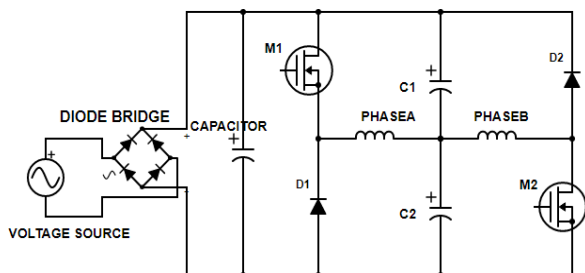 M1
D2
C1
DIODE BRIDGE
CAPACITOR
PHASEA
PHASEB
D1
M2
C2
VOLTAGE SOURCE